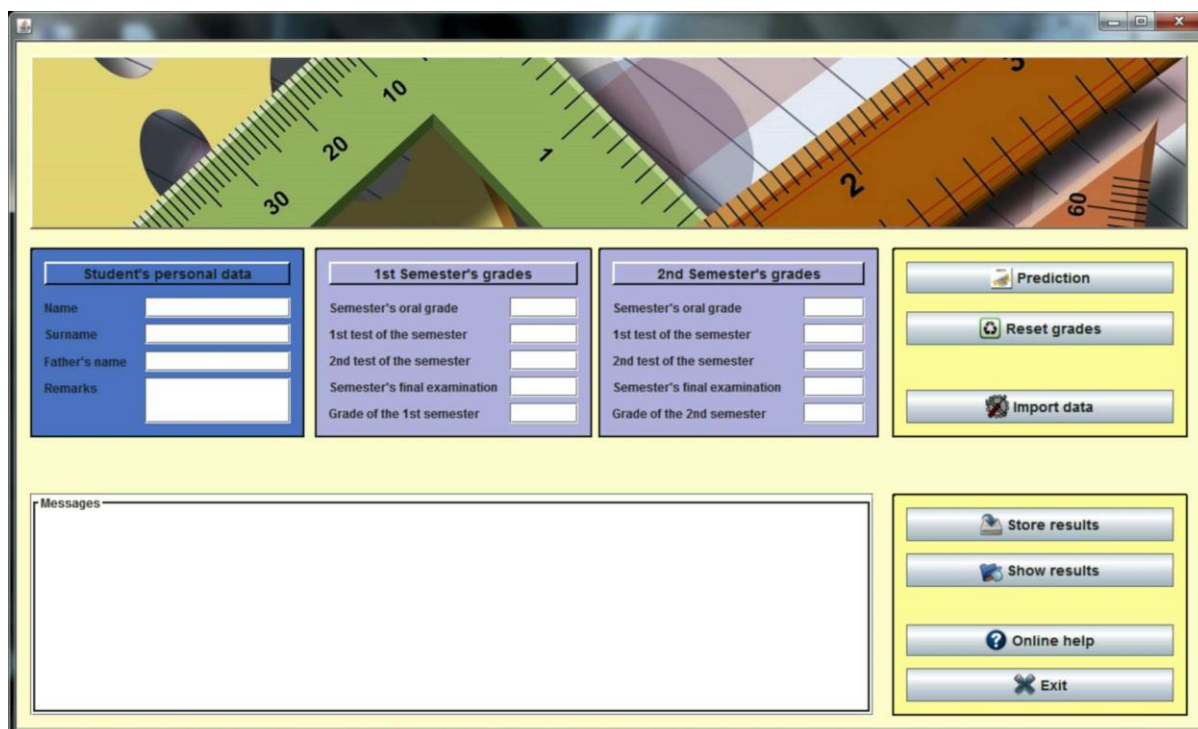 10
20
30
1
2
3
60
Student's personal data
Name
Surname
Father's name
Remarks
1st Semester's grades
Semester's oral grade
1st test of the semester
2nd test of the semester
Semester's final examination
Grade of the 1st semester
2nd Semester's grades
Semester's oral grade
1st test of the semester
2nd test of the semester
Semester's final examination
Grade of the 2nd semester
Prediction
Reset grades
Import data
Messages
Store results
Show results
Online help
Exit